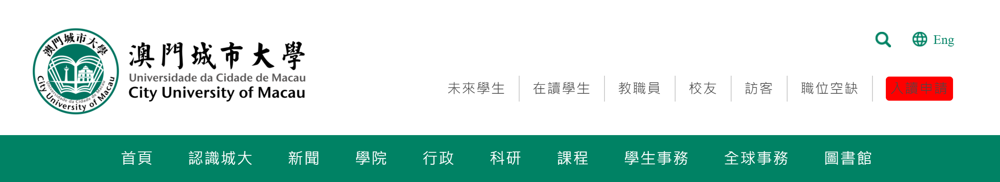 Eng
澳門城市大學
City University of Macau
Universidade da Cidade de Macau
澳門城市大學
Universidade da Cidade de Macau
City University of Macau
未來學生 在讀學生 教職員 校友 訪客 職位空缺 入讀申請
首頁 認識城大 新聞 學院 行政 科研 課程 學生事務 全球事務 圖書館